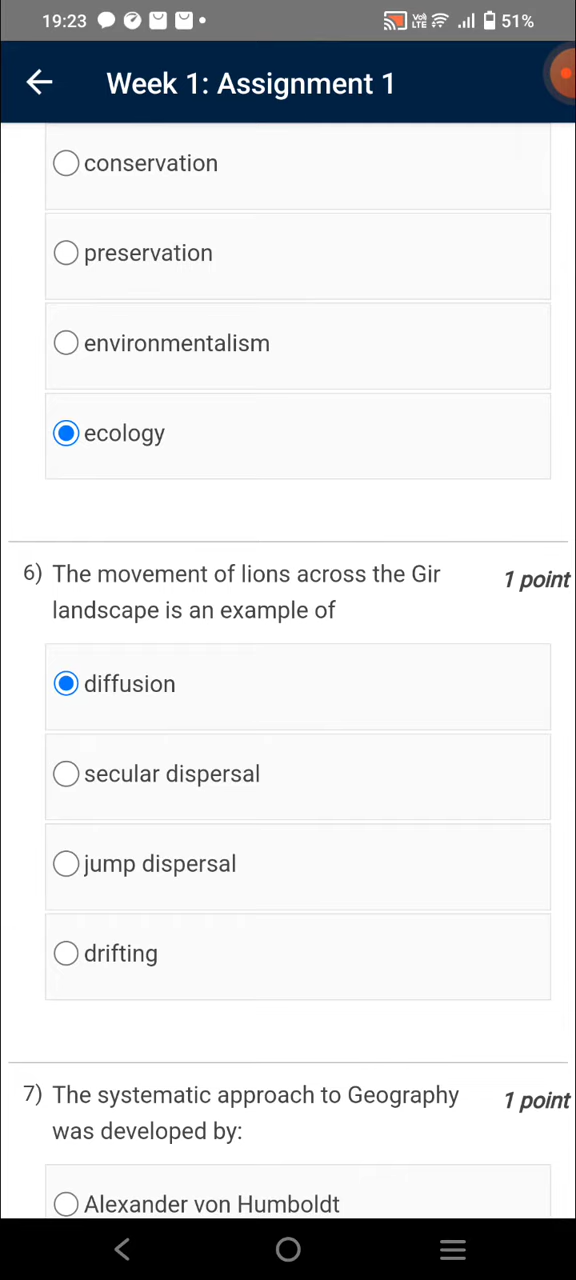 19:23
Vo) LTE
51%
Week 1: Assignment 1
conservation
preservation
environmentalism
ecology
6) The movement of lions across the Gir landscape is an example of
1 point
diffusion
secular dispersal
jump dispersal
drifting
7) The systematic approach to Geography was developed by:
1 point
Alexander von Humboldt